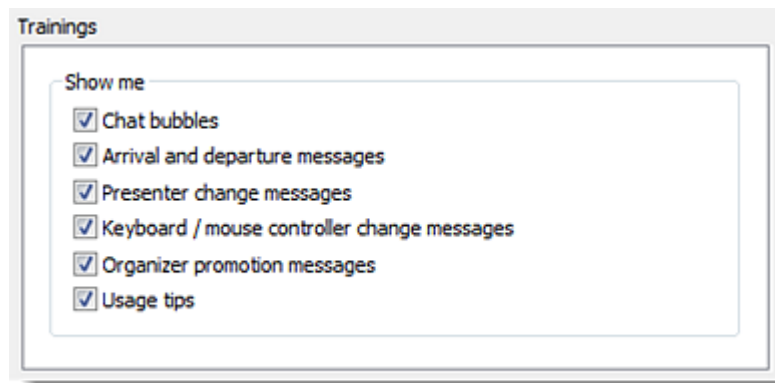 Trainings
Show me
Chat bubbles
Arrival and departure messages
Presenter change messages
Keyboard / mouse controller change messages
Organizer promotion messages
Usage tips